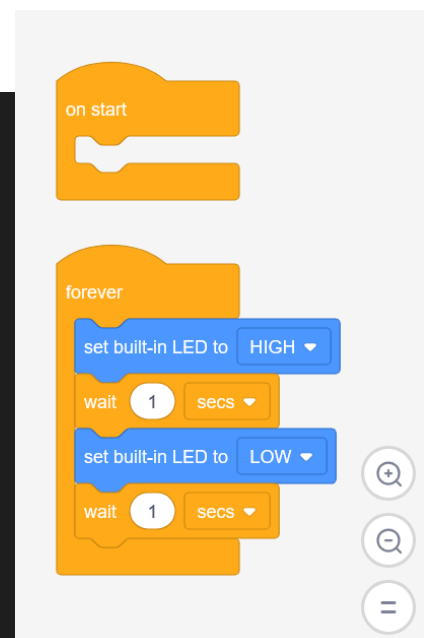 on start
forever
set built-in LED to HIGH
wait 1 secs
set built-in LED to LOW
wait 1 secs